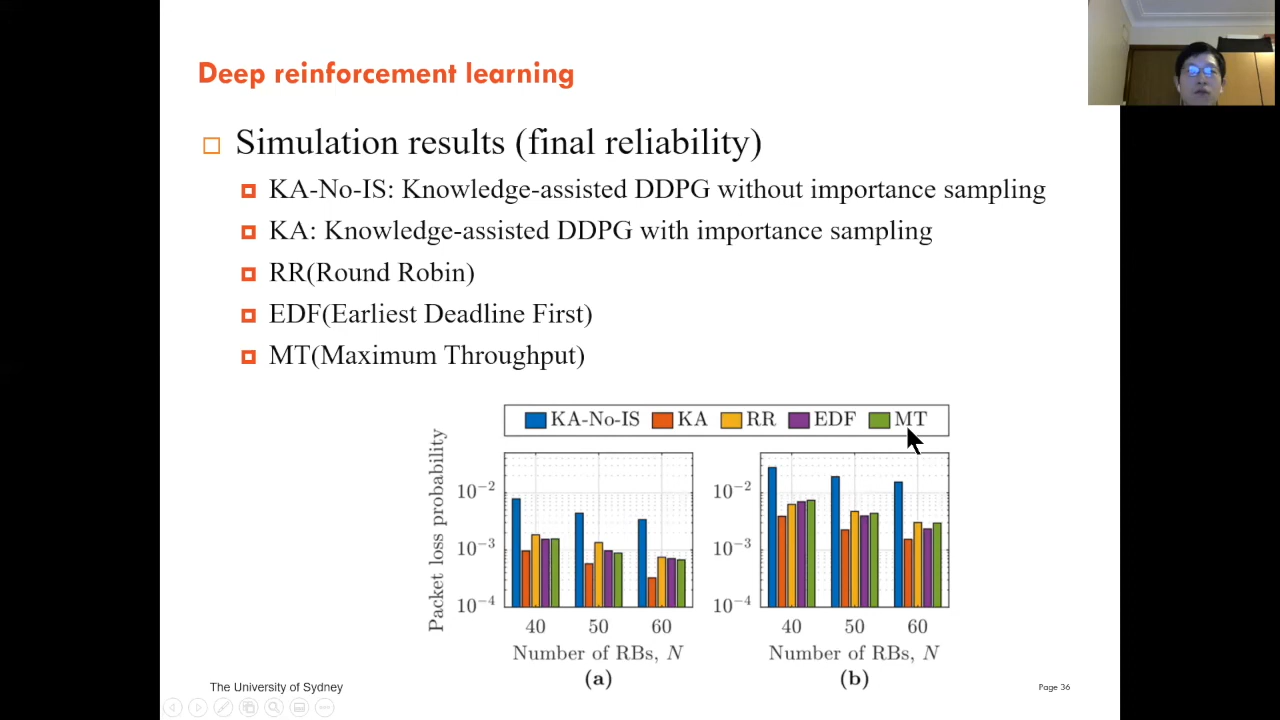 Deep reinforcement learning
Simulation results (final reliability)
KA-No-IS: Knowledge-assisted DDPG without importance sampling
KA: Knowledge-assisted DDPG with importance sampling
RR(Round Robin)
EDF(Earliest Deadline First)
MT(Maximum Throughput)
KA-No-IS KA RR EDF MT
Packet loss probability
10⁻²
10⁻³
10⁻⁴
40 50 60
Number of RBs, N
(a)
10⁻²
10⁻³
10⁻⁴
40 50 60
Number of RBs, N
(b)
The University of Sydney
Page 36